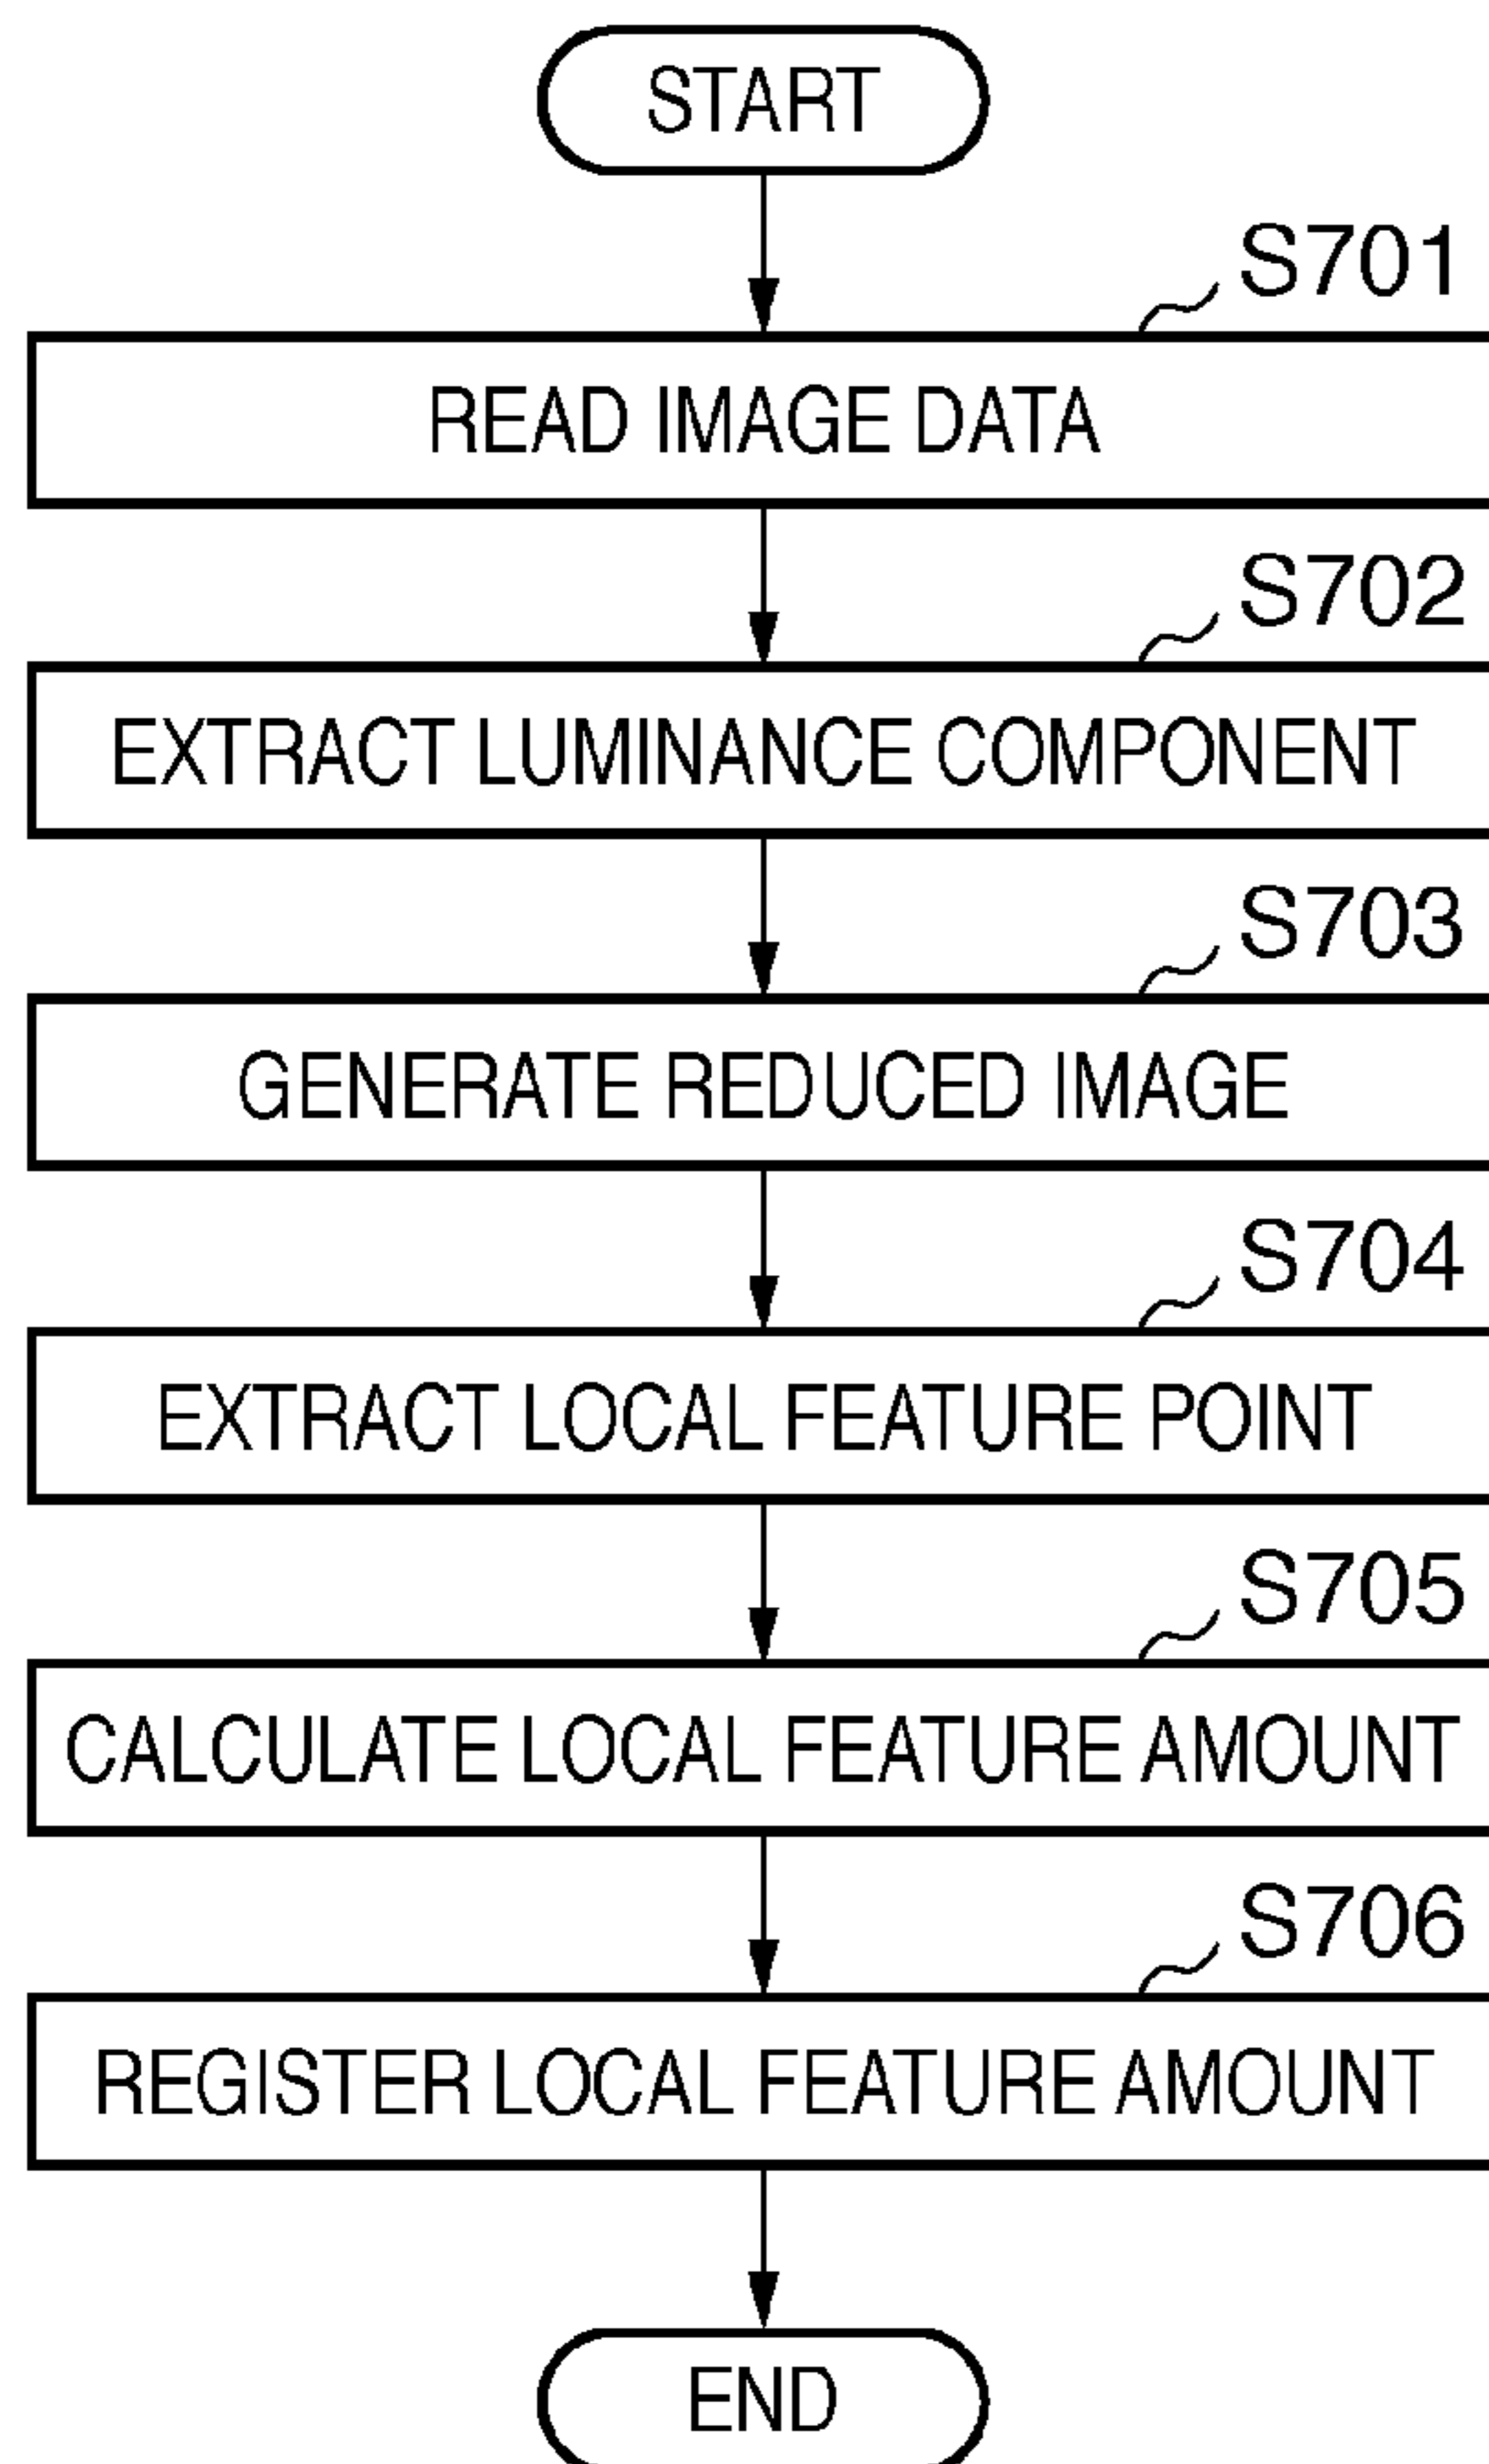 START
S701
READ IMAGE DATA
S702
EXTRACT LUMINANCE COMPONENT
S703
GENERATE REDUCED IMAGE
S704
EXTRACT LOCAL FEATURE POINT
S705
CALCULATE LOCAL FEATURE AMOUNT
S706
REGISTER LOCAL FEATURE AMOUNT
END